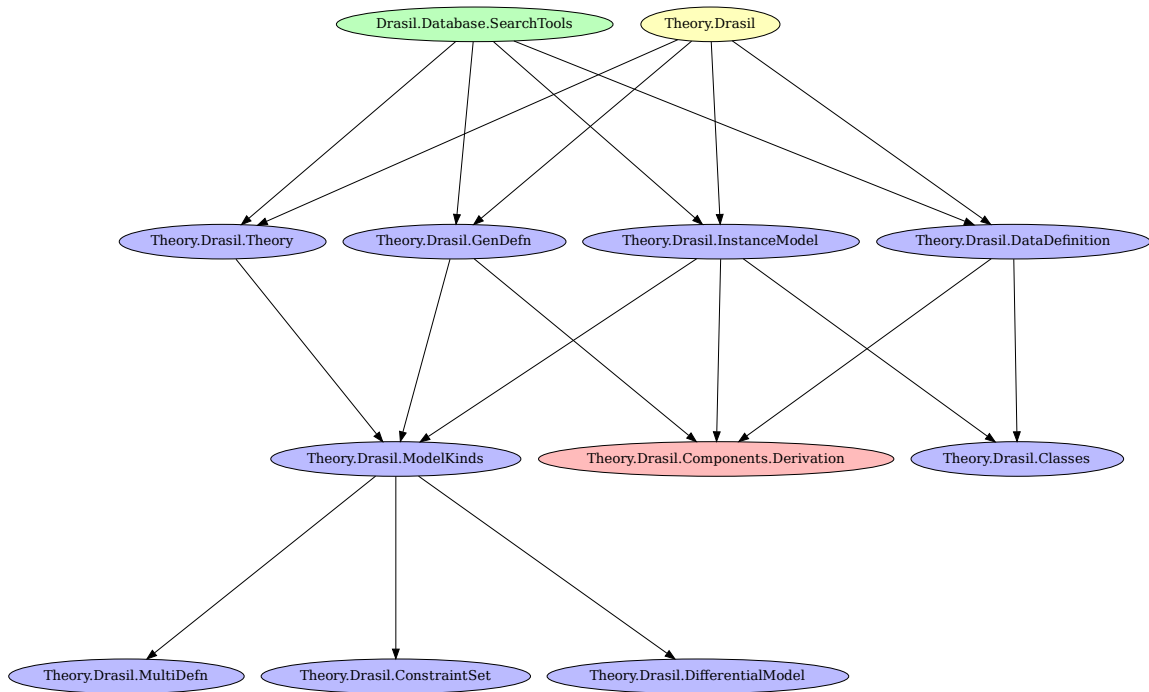 Drasil.Database.SearchTools
Theory.Drasil
Theory.Drasil.Theory
Theory.Drasil.GenDefn
Theory.Drasil.InstanceModel
Theory.Drasil.DataDefinition
Theory.Drasil.ModelKinds
Theory.Drasil.Components.Derivation
Theory.Drasil.Classes
Theory.Drasil.MultiDefn
Theory.Drasil.ConstraintSet
Theory.Drasil.DifferentialModel